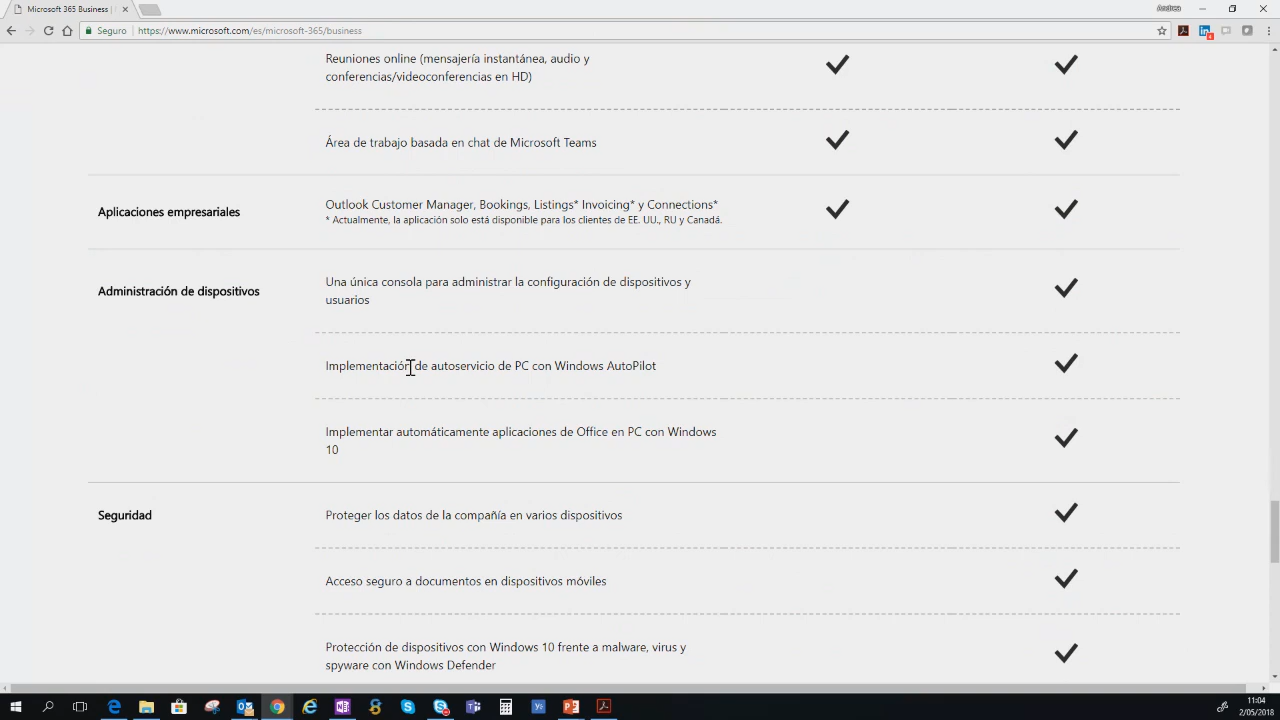 Microsoft 365 Business |
Andrea
Seguro
https://www.microsoft.com/es/microsoft-365/business
Reuniones online (mensajería instantánea, audio y
conferencias/videoconferencias en HD)
Área de trabajo basada en chat de Microsoft Teams
Aplicaciones empresariales
Outlook Customer Manager, Bookings, Listings* Invoicing* y Connections*
* Actualmente, la aplicación solo está disponible para los clientes de EE. UU., RU y Canadá.
Administración de dispositivos
Una única consola para administrar la configuración de dispositivos y
usuarios
Implementación de autoservicio de PC con Windows AutoPilot
Implementar automáticamente aplicaciones de Office en PC con Windows
10
Seguridad
Proteger los datos de la compañía en varios dispositivos
Acceso seguro a documentos en dispositivos móviles
Protección de dispositivos con Windows 10 frente a malware, virus y
spyware con Windows Defender
11:04
2/05/2018